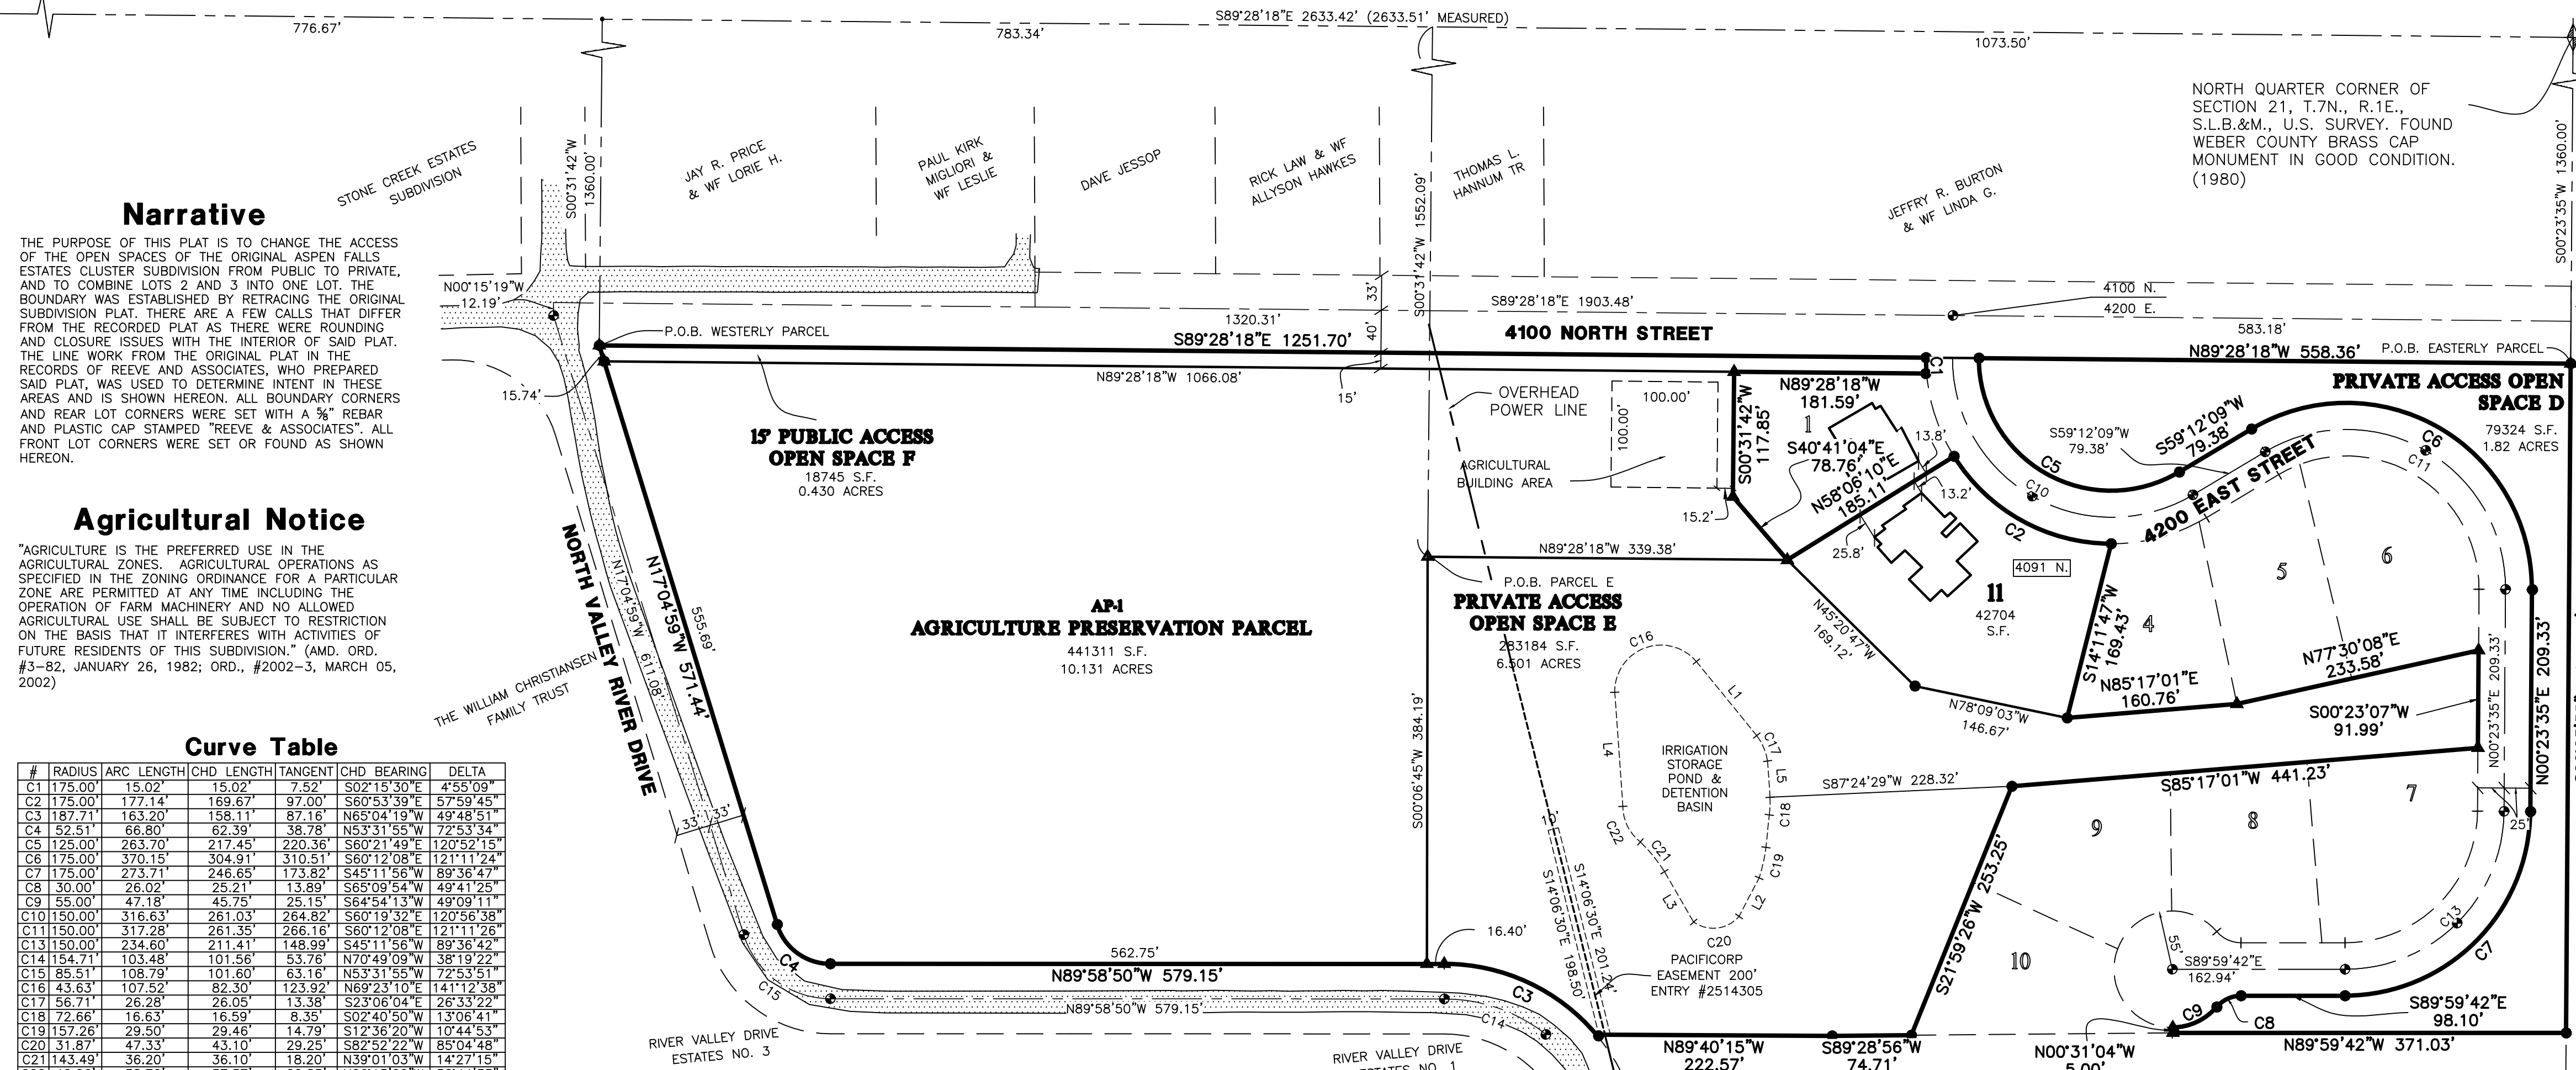 S89°28'18"E 2633.42' (2633.51' MEASURED)
776.67'
783.34'
1073.50'
NORTH QUARTER CORNER OF
SECTION 21, T.7N., R.1E.,
S.L.B.&M., U.S. SURVEY. FOUND
WEBER COUNTY BRASS CAP
MONUMENT IN GOOD CONDITION.
(1980)
S00°23'35"W 1360.00'
STONE CREEK ESTATES
SUBDIVISION
S00°31'42"W
1360.00'
JAY R. PRICE
& WF LORIE H.
PAUL KIRK
MIGLIORI &
WF LESLIE
DAVE JESSOP
RICK LAW & WF
ALLYSON HAWKES
S00°31'42"W 1552.09'
THOMAS L.
HANNUM TR
JEFFRY R. BURTON
& WF LINDA G.
Narrative
THE PURPOSE OF THIS PLAT IS TO CHANGE THE ACCESS
OF THE OPEN SPACES OF THE ORIGINAL ASPEN FALLS
ESTATES CLUSTER SUBDIVISION FROM PUBLIC TO PRIVATE,
AND TO COMBINE LOTS 2 AND 3 INTO ONE LOT. THE
BOUNDARY WAS ESTABLISHED BY RETRACING THE ORIGINAL
SUBDIVISION PLAT. THERE ARE A FEW CALLS THAT DIFFER
FROM THE RECORDED PLAT AS THERE WERE ROUNDING
AND CLOSURE ISSUES WITH THE INTERIOR OF SAID PLAT.
THE LINE WORK FROM THE ORIGINAL PLAT IN THE
RECORDS OF REEVE AND ASSOCIATES, WHO PREPARED
SAID PLAT, WAS USED TO DETERMINE INTENT IN THESE
AREAS AND IS SHOWN HEREON. ALL BOUNDARY CORNERS
AND REAR LOT CORNERS WERE SET WITH A ⅝" REBAR
AND PLASTIC CAP STAMPED "REEVE & ASSOCIATES". ALL
FRONT LOT CORNERS WERE SET OR FOUND AS SHOWN
HEREON.
Agricultural Notice
"AGRICULTURE IS THE PREFERRED USE IN THE
AGRICULTURAL ZONES. AGRICULTURAL OPERATIONS AS
SPECIFIED IN THE ZONING ORDINANCE FOR A PARTICULAR
ZONE ARE PERMITTED AT ANY TIME INCLUDING THE
OPERATION OF FARM MACHINERY AND NO ALLOWED
AGRICULTURAL USE SHALL BE SUBJECT TO RESTRICTION
ON THE BASIS THAT IT INTERFERES WITH ACTIVITIES OF
FUTURE RESIDENTS OF THIS SUBDIVISION." (AMD. ORD.
#3-82, JANUARY 26, 1982; ORD., #2002-3, MARCH 05,
2002)
Curve Table
# RADIUS ARC LENGTH CHD LENGTH TANGENT CHD BEARING DELTA
C1 175.00' 15.02' 15.02' 7.52' S02°15'30"E 4°55'09"
C2 175.00' 177.14' 169.67' 97.00' S60°53'39"E 57°59'45"
C3 187.71' 163.20' 158.11' 87.16' N65°04'19"W 49°48'51"
C4 52.51' 66.80' 62.39' 38.78' N53°31'55"W 72°53'34"
C5 125.00' 263.70' 217.45' 220.36' S60°21'49"E 120°52'15"
C6 175.00' 370.15' 304.91' 310.51' S60°12'08"E 121°11'24"
C7 175.00' 273.71' 246.65' 173.82' S45°11'56"W 89°36'47"
C8 30.00' 26.02' 25.21' 13.89' S65°09'54"W 49°41'25"
C9 55.00' 47.18' 45.75' 25.15' S64°54'13"W 49°09'11"
C10 150.00' 316.63' 261.03' 264.82' S60°19'32"E 120°56'38"
C11 150.00' 317.28' 261.35' 266.16' S60°12'08"E 121°11'26"
C13 150.00' 234.60' 211.41' 148.99' S45°11'56"W 89°36'42"
C14 154.71' 103.48' 101.56' 53.76' N70°49'09"W 38°19'22"
C15 85.51' 108.79' 101.60' 63.16' N53°31'55"W 72°53'51"
C16 43.63' 107.52' 82.30' 123.92' N69°23'10"E 141°12'38"
C17 56.71' 26.28' 26.05' 13.38' S23°06'04"E 26°33'22"
C18 72.66' 16.63' 16.59' 8.35' S02°40'50"W 13°06'41"
C19 157.26' 29.50' 29.46' 14.79' S12°36'20"W 10°44'53"
C20 31.87' 47.33' 43.10' 29.25' S82°52'22"W 85°04'48"
C21 143.49' 36.20' 36.10' 18.20' N39°01'03"W 14°27'15"
N00°15'19"W
12.19'
P.O.B. WESTERLY PARCEL
1320.31'
S89°28'18"E 1251.70'
33'
40'
S89°28'18"E 1903.48'
4100 NORTH STREET
4100 N.
4200 E.
583.18'
N89°28'18"W 558.36'
P.O.B. EASTERLY PARCEL
15.74'
N89°28'18"W 1066.08'
15'
15' PUBLIC ACCESS
OPEN SPACE F
18745 S.F.
0.430 ACRES
OVERHEAD
POWER LINE
100.00'
100.00'
AGRICULTURAL
BUILDING AREA
15.2'
C1
N89°28'18"W
181.59'
S00°31'42"W
117.85'
1
S40°41'04"E
78.76'
N58°06'10"E
185.11'
13.8'
13.2'
25.8'
C10
C5
C2
S59°12'09"W
79.38'
S59°12'09"W
79.38'
C6
C11
4200 EAST STREET
PRIVATE ACCESS OPEN
SPACE D
79324 S.F.
1.82 ACRES
N89°28'18"W 339.38'
P.O.B. PARCEL E
PRIVATE ACCESS
OPEN SPACE E
283184 S.F.
6.501 ACRES
AP-1
AGRICULTURE PRESERVATION PARCEL
441311 S.F.
10.131 ACRES
NORTH VALLEY RIVER DRIVE
N17°04'59"W 611.08'
N17°04'59"W 571.44'
555.69'
THE WILLIAM CHRISTIANSEN
FAMILY TRUST
33'
33'
4091 N.
11
42704
S.F.
N45°20'47"W
169.12'
N78°09'03"W
146.67'
S14°11'47"W
169.43'
4
5
6
N85°17'01"E
160.76'
N77°30'08"E
233.58'
S00°23'07"W
91.99'
N00°23'35"E 209.33'
N00°23'35"E 209.33'
S85°17'01"W 441.23'
S87°24'29"W 228.32'
S00°06'45"W 384.19'
C16
L1
C17
L5
C18
C19
L2
C20
L3
C21
C22
L4
IRRIGATION
STORAGE
POND &
DETENTION
BASIN
10'
S14°06'30"E 198.50'
S14°06'30"E 201.24'
PACIFICORP
EASEMENT 200'
ENTRY #2514305
S21°59'26"W 253.25'
7
8
9
10
25'
55'
S89°59'42"E
162.94'
C13
C7
C9
C8
S89°59'42"E
98.10'
N89°59'42"W 371.03'
N00°31'04"W
5.00'
C4
C15
562.75'
N89°58'50"W 579.15'
16.40'
C3
N89°58'50"W 579.15'
C14
N89°40'15"W
222.57'
S89°28'56"W
74.71'
RIVER VALLEY DRIVE
ESTATES NO. 3
RIVER VALLEY DRIVE
ESTATES NO. 1